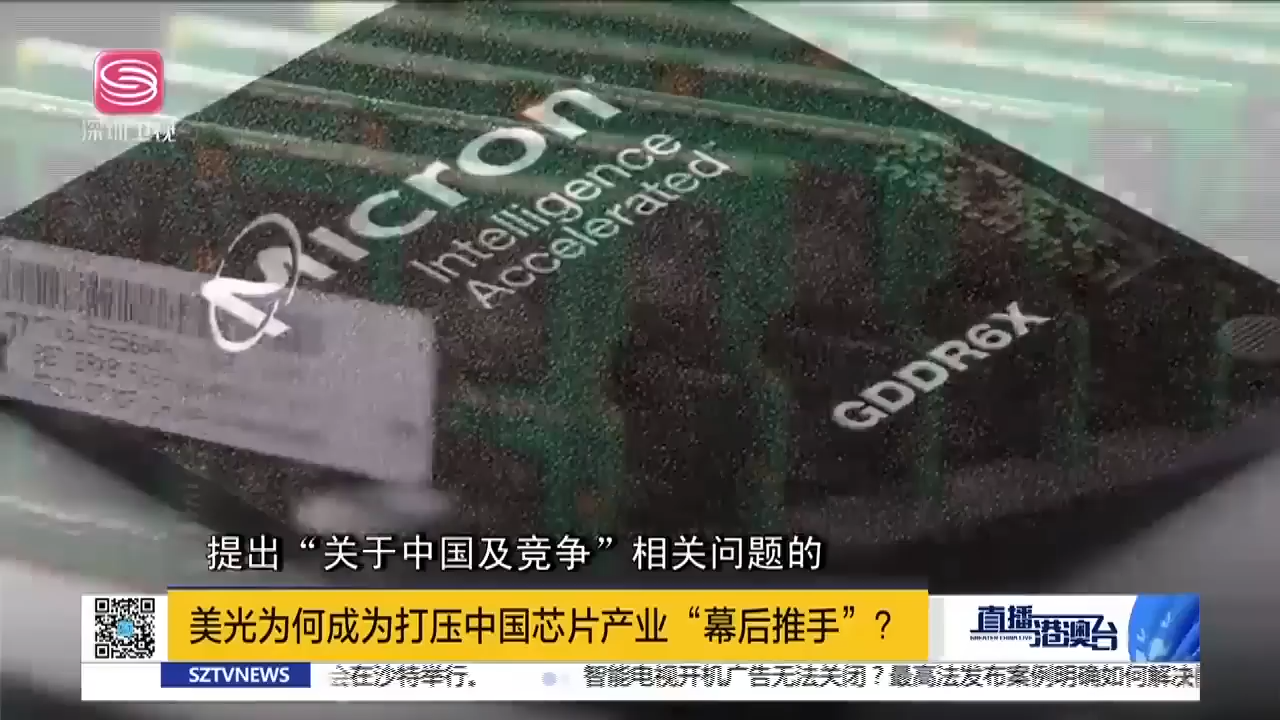 深圳卫视
Micron
Intelligence
Accelerated
GDDR6X
提出“关于中国及竞争”相关问题的
美光为何成为打压中国芯片产业“幕后推手”？
直播港澳台
GREATER CHINA LIVE
SZTVNEWS
会在沙特举行。
智能电视开机广告无法关闭？最高法发布案例明确如何解决